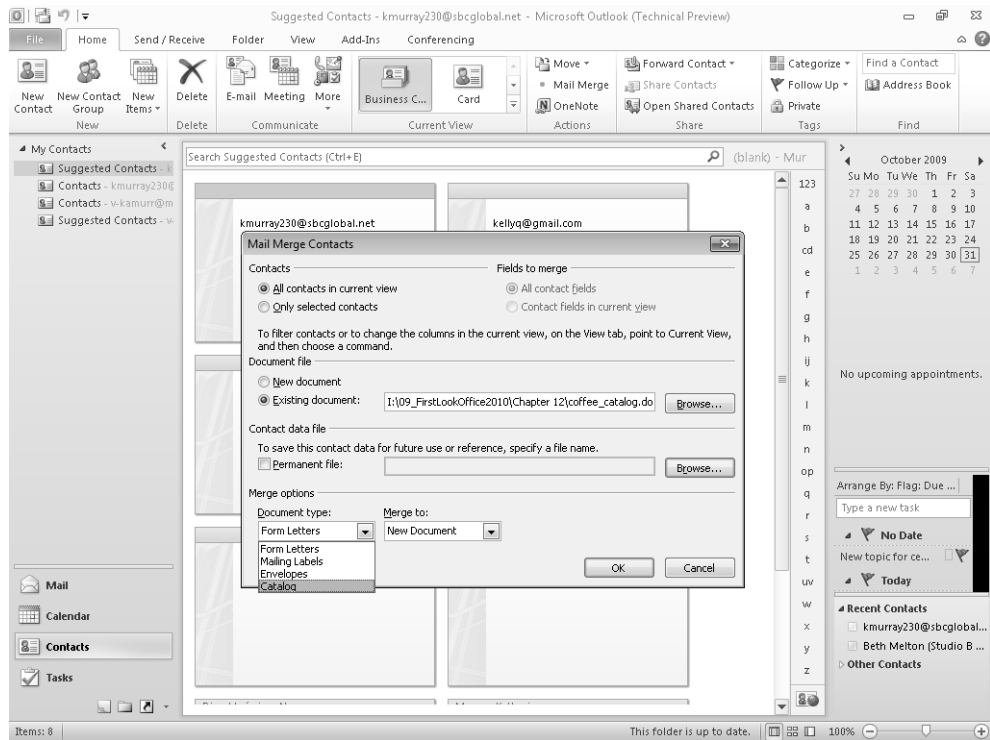 Suggested Contacts - kmurray230@sbcglobal.net - Microsoft Outlook (Technical Preview)
File Home Send / Receive Folder View Add-Ins Conferencing
New Contact
New Contact Group
New Items
New
Delete
Delete
E-mail Meeting More
Communicate
Business C...
Card
Current View
Move
Mail Merge
OneNote
Actions
Forward Contact
Share Contacts
Open Shared Contacts
Share
Categorize
Follow Up
Private
Tags
Find a Contact
Address Book
Find
My Contacts
Suggested Contacts - k
Contacts - kmurray230@
Contacts - v-kamurr@m
Suggested Contacts - v-
Mail
Calendar
Contacts
Tasks
Search Suggested Contacts (Ctrl+E)
(blank) - Mur
kmurray230@sbcglobal.net
kellyq@gmail.com
Mail Merge Contacts
Contacts
All contacts in current view
Only selected contacts
Fields to merge
All contact fields
Contact fields in current view
To filter contacts or to change the columns in the current view, on the View tab, point to Current View,
and then choose a command.
Document file
New document
Existing document: I:\09_FirstLookOffice2010\Chapter 12\coffee_catalog.do Browse...
Contact data file
To save this contact data for future use or reference, specify a file name.
Permanent file: Browse...
Merge options
Document type: Merge to:
Form Letters New Document
Form Letters
Mailing Labels
Envelopes
Catalog
OK Cancel
123
a
b
cd
e
f
g
h
ij
k
l
m
n
op
q
r
s
t
uv
w
x
y
z
October 2009
Su Mo Tu We Th Fr Sa
27 28 29 30 1 2 3
4 5 6 7 8 9 10
11 12 13 14 15 16 17
18 19 20 21 22 23 24
25 26 27 28 29 30 31
1 2 3 4 5 6 7
No upcoming appointments.
Arrange By: Flag: Due ...
Type a new task
No Date
New topic for ce...
Today
Recent Contacts
kmurray230@sbcglobal...
Beth Melton (Studio B ...
Other Contacts
Items: 8
This folder is up to date.
100%